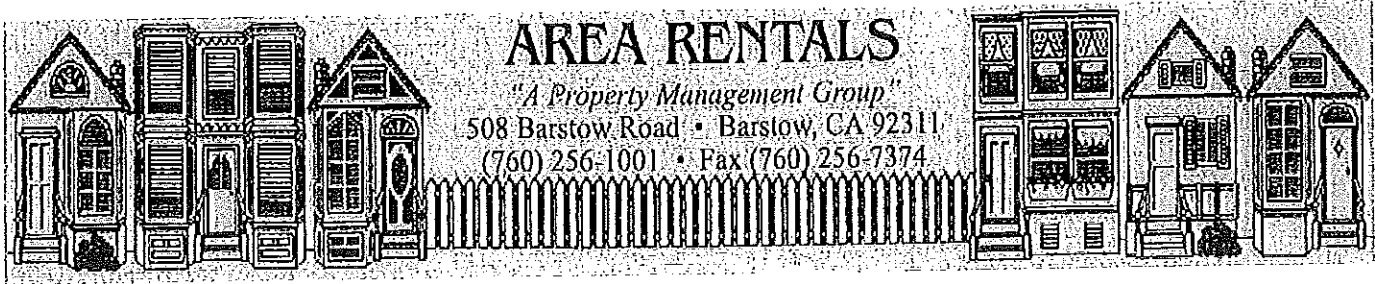 AREA RENTALS
"A Property Management Group"
508 Barstow Road • Barstow, CA 92311
(760) 256-1001 • Fax (760) 256-7374